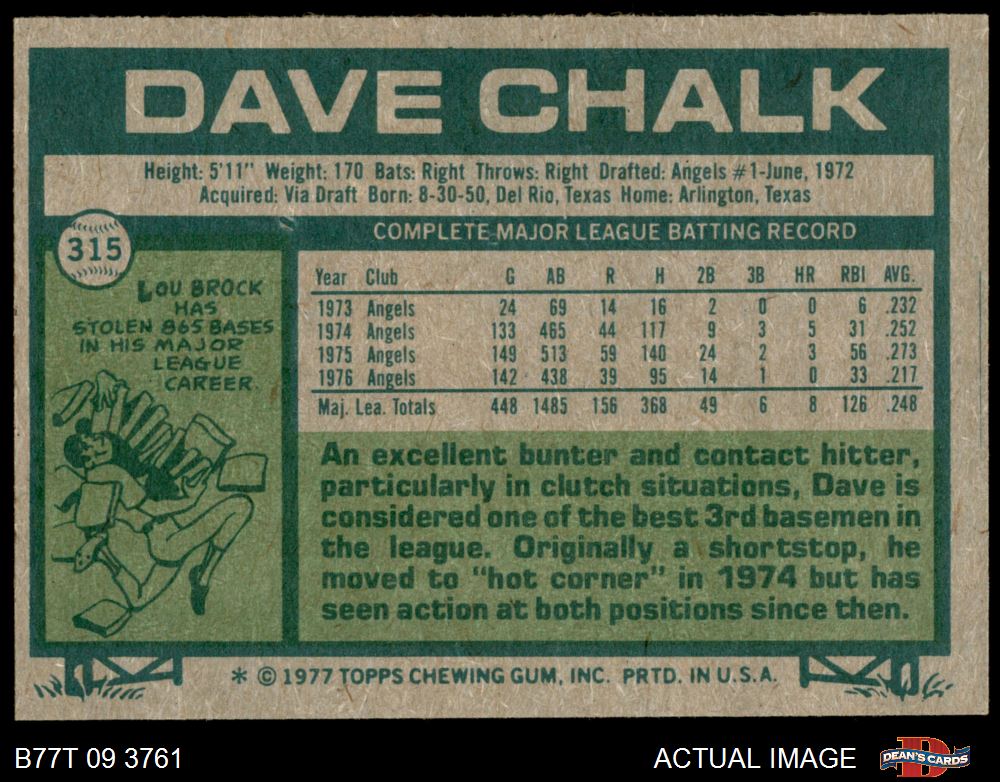 DAVE CHALK
Height: 5'11" Weight: 170 Bats: Right Throws: Right Drafted: Angels #1-June, 1972
Acquired: Via Draft Born: 8-30-50, Del Rio, Texas Home: Arlington, Texas
315
COMPLETE MAJOR LEAGUE BATTING RECORD
LOU BROCK
HAS
STOLEN 865 BASES
IN HIS MAJOR
LEAGUE
CAREER.
Year Club G AB R H 2B 3B HR RBI AVG.
1973 Angels 24 69 14 16 2 0 0 6 .232
1974 Angels 133 465 44 117 9 3 5 31 .252
1975 Angels 149 513 59 140 24 2 3 56 .273
1976 Angels 142 438 39 95 14 1 0 33 .217
Maj. Lea. Totals 448 1485 156 368 49 6 8 126 .248
An excellent bunter and contact hitter,
particularly in clutch situations, Dave is
considered one of the best 3rd basemen in
the league. Originally a shortstop, he
moved to "hot corner" in 1974 but has
seen action at both positions since then.
* © 1977 TOPPS CHEWING GUM, INC. PRTD. IN U.S.A.
B77T 09 3761
ACTUAL IMAGE
D
DEAN'S CARDS